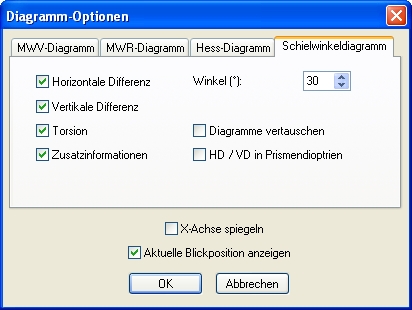 Diagramm-Optionen
MWV-Diagramm MWR-Diagramm Hess-Diagramm Schielwinkeldiagramm
Horizontale Differenz Winkel (°): 30
Vertikale Differenz
Torsion Diagramme vertauschen
Zusatzinformationen HD / VD in Prismendioptrien
X-Achse spiegeln
Aktuelle Blickposition anzeigen
OK Abbrechen